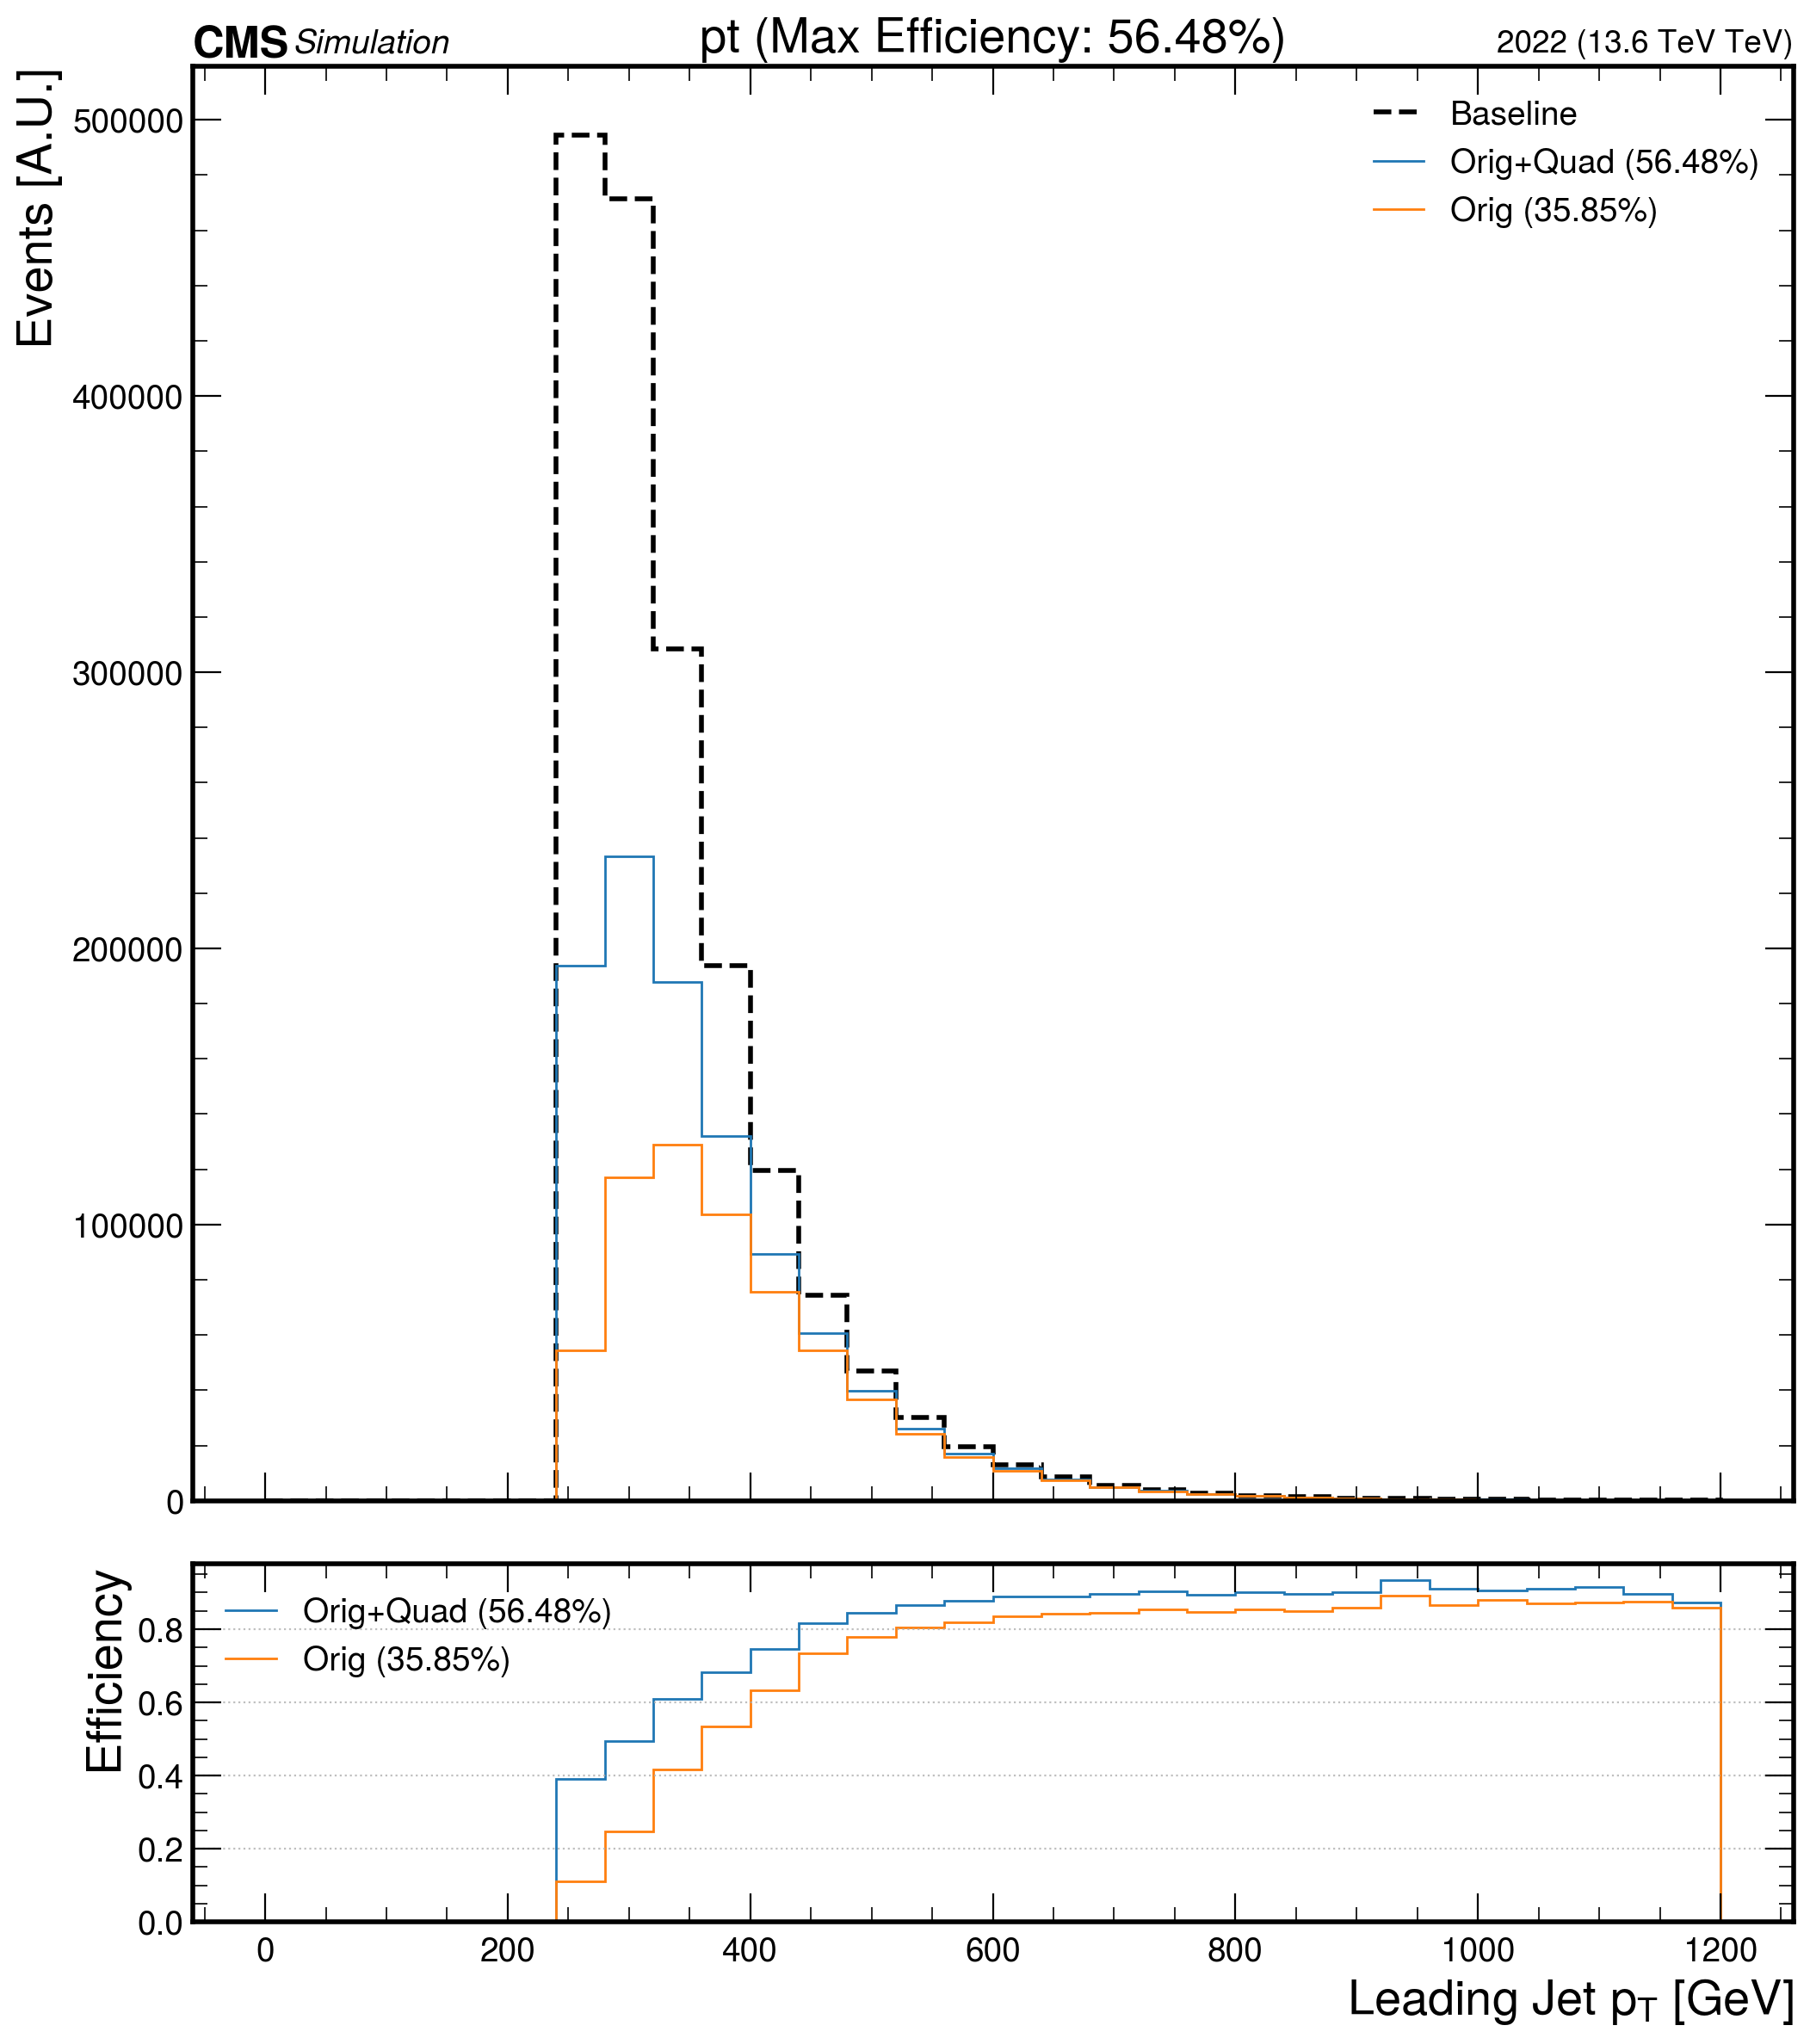 CMS Simulation
pt (Max Efficiency: 56.48%)
2022 (13.6 TeV TeV)
Events [A.U.]
500000
400000
300000
200000
100000
0
Baseline
Orig+Quad (56.48%)
Orig (35.85%)
Efficiency
0.8
0.6
0.4
0.2
0.0
Orig+Quad (56.48%)
Orig (35.85%)
0 200 400 600 800 1000 1200
Leading Jet pT [GeV]